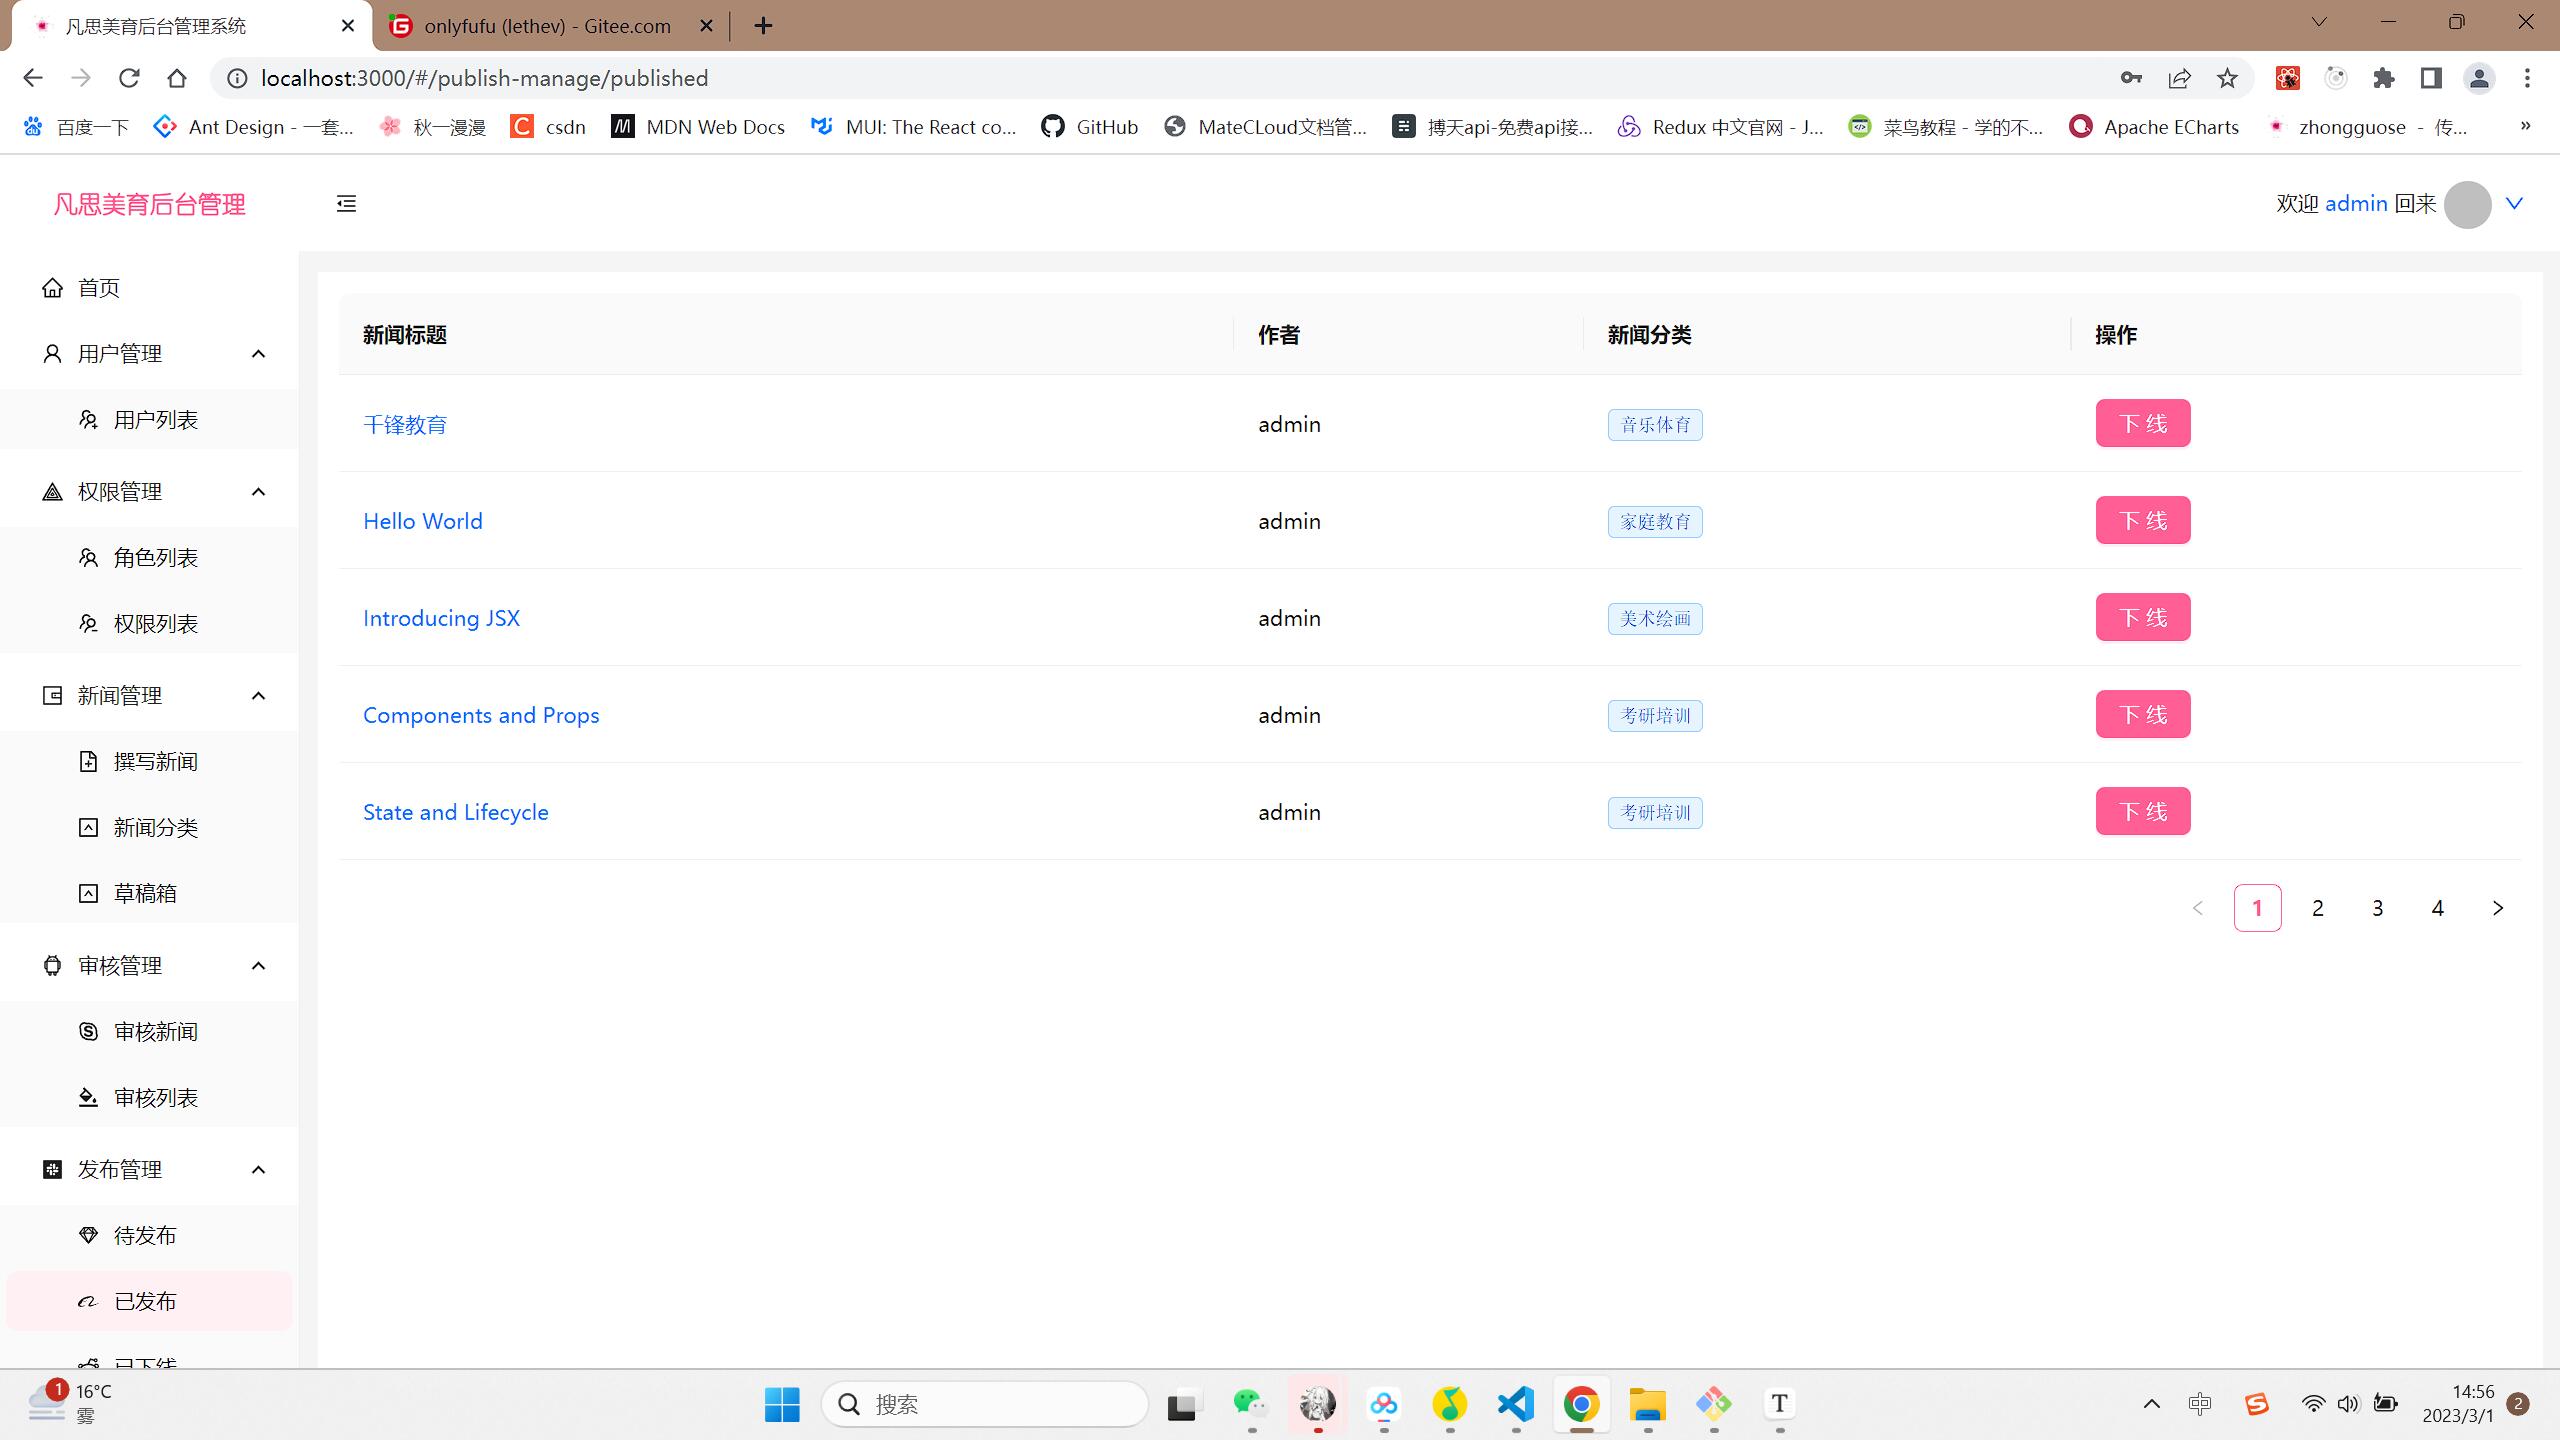 凡思美育后台管理系统
onlyfufu (lethev) - Gitee.com
localhost:3000/#/publish-manage/published
百度一下
Ant Design - 一套...
秋一漫漫
csdn
MDN Web Docs
MUI: The React co...
GitHub
MateCLoud文档管...
搏天api-免费api接...
Redux 中文官网 - J...
菜鸟教程 - 学的不...
Apache ECharts
zhongguose - 传...
»
凡思美育后台管理
欢迎 admin 回来
首页
用户管理
用户列表
权限管理
角色列表
权限列表
新闻管理
撰写新闻
新闻分类
草稿箱
审核管理
审核新闻
审核列表
发布管理
待发布
已发布
已下线
新闻标题 作者 新闻分类 操作
千锋教育 admin 音乐体育 下线
Hello World admin 家庭教育 下线
Introducing JSX admin 美术绘画 下线
Components and Props admin 考研培训 下线
State and Lifecycle admin 考研培训 下线
1 2 3 4
1
16°C
雾
搜索
T
中
14:56
2023/3/1
2